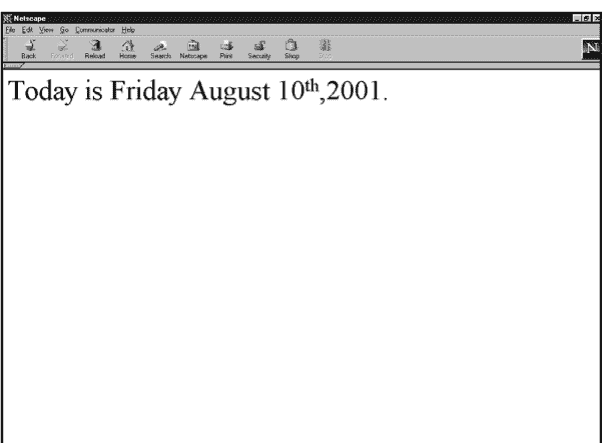 Netscape
File Edit View Go Communicator Help
Back Forward Reload Home Search Netscape Print Security Shop Stop
N
Today is Friday August 10th,2001.